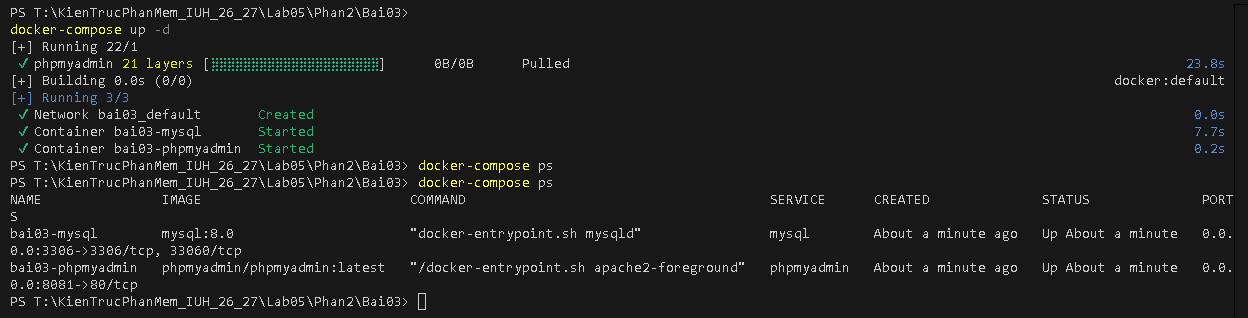 PS T:\KienTrucPhanMem_IUH_26_27\Lab05\Phan2\Bai03>
docker-compose up -d
[+] Running 22/1
✓ phpmyadmin 21 layers [⣿⣿⣿⣿⣿⣿⣿⣿⣿⣿⣿⣿⣿⣿⣿⣿⣿⣿⣿⣿⣿] 0B/0B Pulled 23.8s
[+] Building 0.0s (0/0) docker:default
[+] Running 3/3
✓ Network bai03_default Created 0.0s
✓ Container bai03-mysql Started 7.7s
✓ Container bai03-phpmyadmin Started 0.2s
PS T:\KienTrucPhanMem_IUH_26_27\Lab05\Phan2\Bai03> docker-compose ps
PS T:\KienTrucPhanMem_IUH_26_27\Lab05\Phan2\Bai03> docker-compose ps
NAME IMAGE COMMAND SERVICE CREATED STATUS PORT
S
bai03-mysql mysql:8.0 "docker-entrypoint.sh mysqld" mysql About a minute ago Up About a minute 0.0.
0.0:3306->3306/tcp, 33060/tcp
bai03-phpmyadmin phpmyadmin/phpmyadmin:latest "/docker-entrypoint.sh apache2-foreground" phpmyadmin About a minute ago Up About a minute 0.0.
0.0:8081->80/tcp
PS T:\KienTrucPhanMem_IUH_26_27\Lab05\Phan2\Bai03>